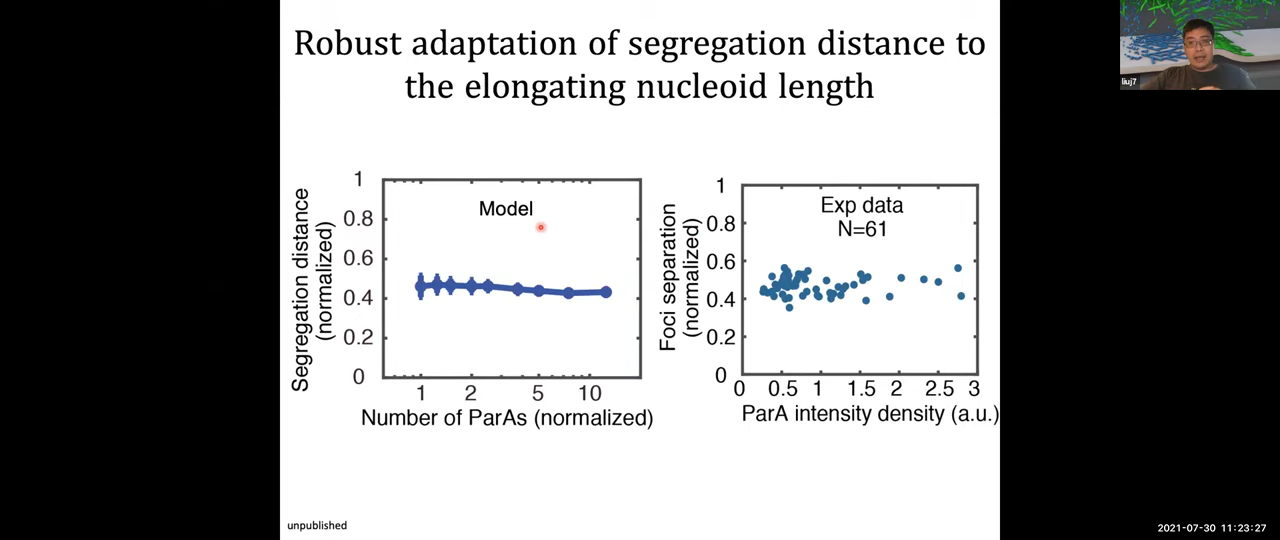 Robust adaptation of segregation distance to
the elongating nucleoid length
liuj7
Segregation distance
(normalized)
1
0.8
0.6
0.4
0.2
0
Model
1 2 5 10
Number of ParAs (normalized)
Foci separation
(normalized)
1
0.8
0.6
0.4
0.2
0
Exp data
N=61
0 0.5 1 1.5 2 2.5 3
ParA intensity density (a.u.)
unpublished
2021-07-30 11:23:27